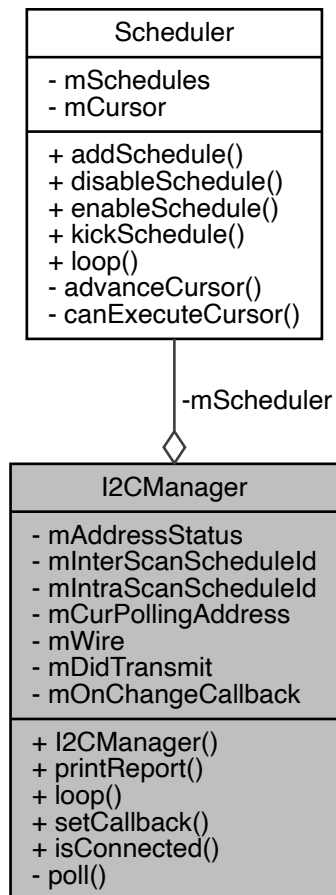 Scheduler
- mSchedules
- mCursor
+ addSchedule()
+ disableSchedule()
+ enableSchedule()
+ kickSchedule()
+ loop()
- advanceCursor()
- canExecuteCursor()
-mScheduler
I2CManager
- mAddressStatus
- mInterScanScheduleId
- mIntraScanScheduleId
- mCurPollingAddress
- mWire
- mDidTransmit
- mOnChangeCallback
+ I2CManager()
+ printReport()
+ loop()
+ setCallback()
+ isConnected()
- poll()